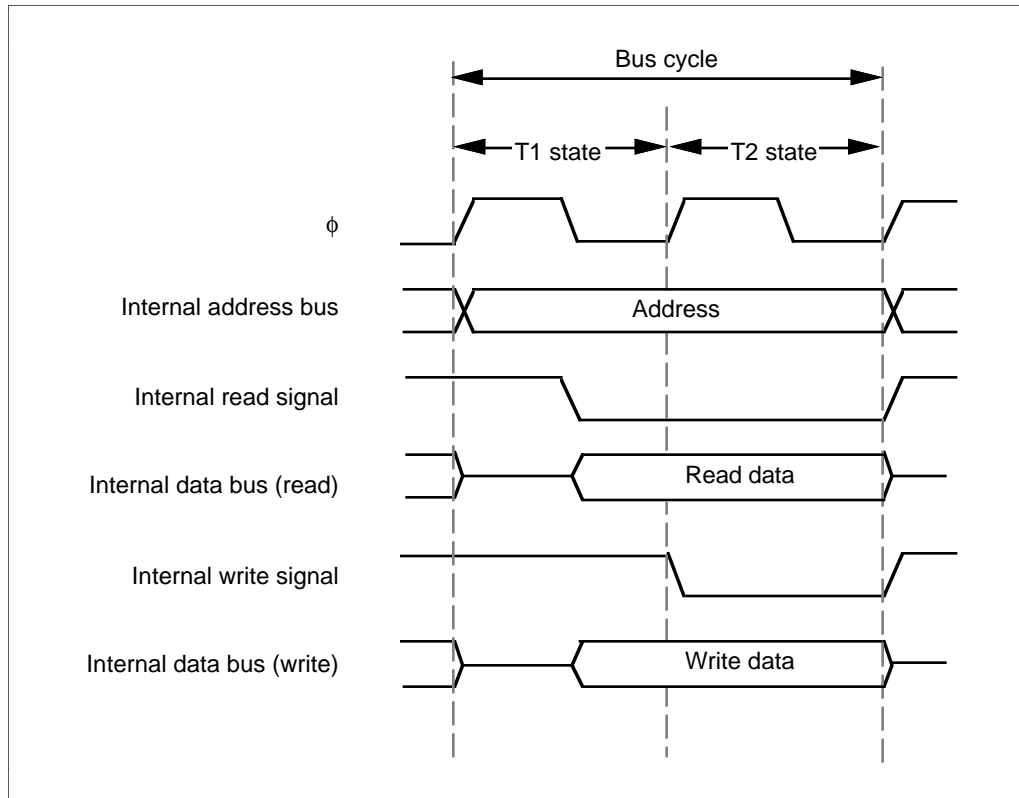 Bus cycle
T1 state
T2 state
ϕ
Internal address bus
Address
Internal read signal
Internal data bus (read)
Read data
Internal write signal
Internal data bus (write)
Write data